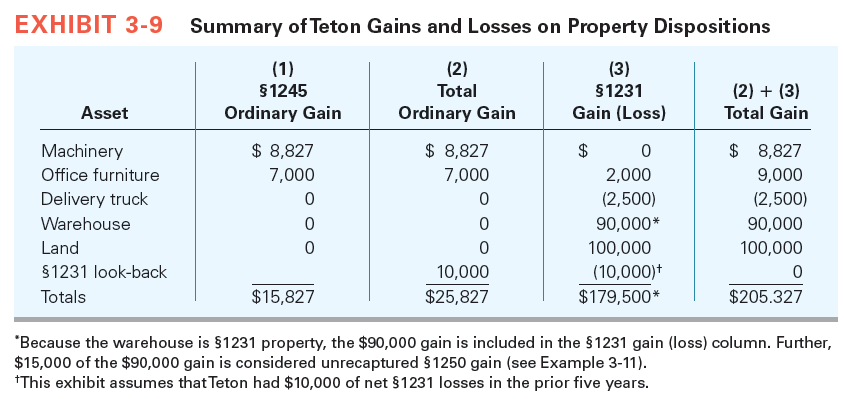 EXHIBIT 3-9 Summary of Teton Gains and Losses on Property Dispositions
(1) (2) (3)
§1245 Total §1231 (2) + (3)
Asset Ordinary Gain Ordinary Gain Gain (Loss) Total Gain
Machinery $ 8,827 $ 8,827 $ 0 $ 8,827
Office furniture 7,000 7,000 2,000 9,000
Delivery truck 0 0 (2,500) (2,500)
Warehouse 0 0 90,000* 90,000
Land 0 0 100,000 100,000
§1231 look-back 10,000 (10,000)† 0
Totals $15,827 $25,827 $179,500* $205.327
*Because the warehouse is §1231 property, the $90,000 gain is included in the §1231 gain (loss) column. Further,
$15,000 of the $90,000 gain is considered unrecaptured §1250 gain (see Example 3-11).
†This exhibit assumes that Teton had $10,000 of net §1231 losses in the prior five years.